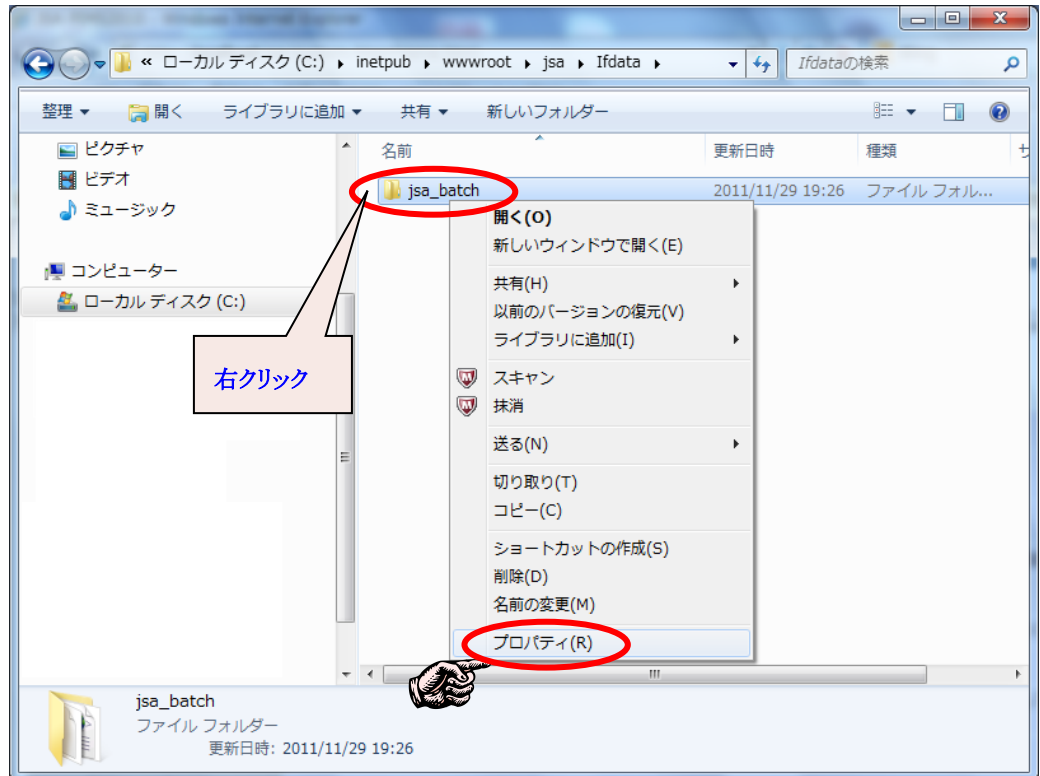 « ローカル ディスク (C:) ▸ inetpub ▸ wwwroot ▸ jsa ▸ Ifdata ▸
Ifdataの検索
整理 開く ライブラリに追加 共有 新しいフォルダー
ピクチャ
ビデオ
ミュージック
コンピューター
ローカル ディスク (C:)
名前 更新日時 種類 サ
jsa_batch 2011/11/29 19:26 ファイル フォル...
右クリック
開く(O)
新しいウィンドウで開く(E)
共有(H)
以前のバージョンの復元(V)
ライブラリに追加(I)
スキャン
抹消
送る(N)
切り取り(T)
コピー(C)
ショートカットの作成(S)
削除(D)
名前の変更(M)
プロパティ(R)
jsa_batch
ファイル フォルダー
更新日時: 2011/11/29 19:26